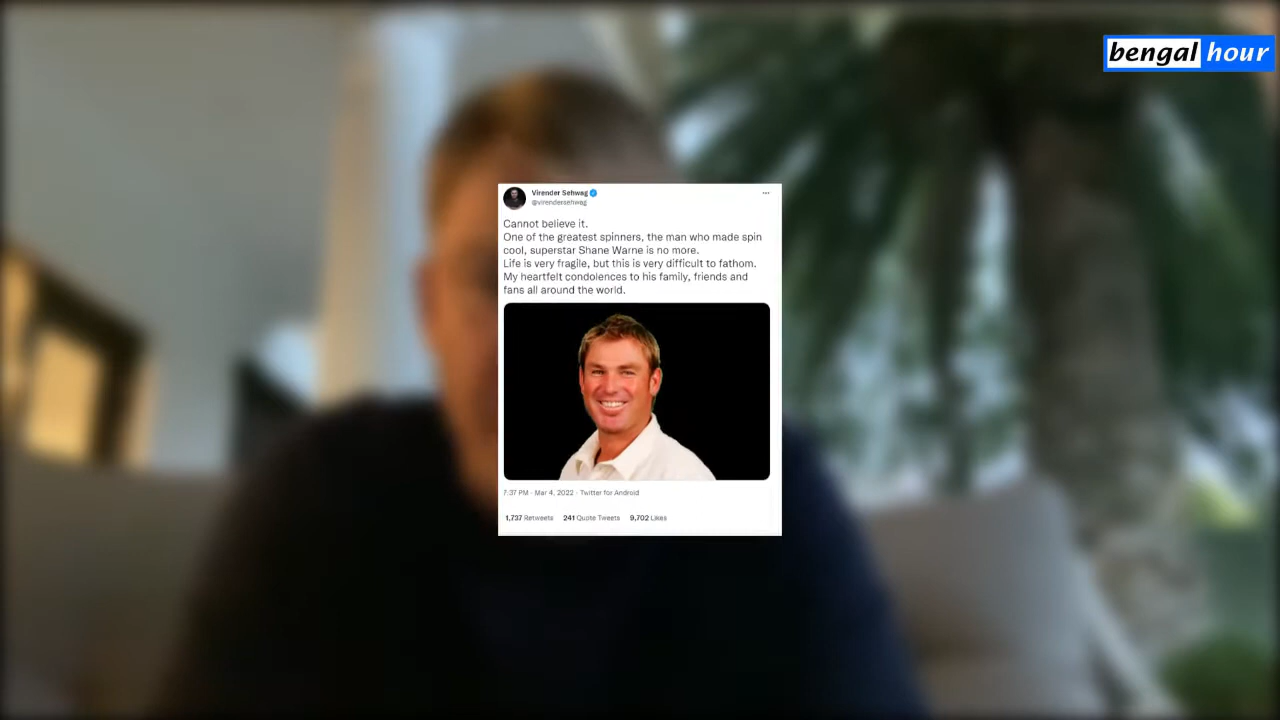 bengal hour
Virender Sehwag
@virendersehwag
Cannot believe it.
One of the greatest spinners, the man who made spin
cool, superstar Shane Warne is no more.
Life is very fragile, but this is very difficult to fathom.
My heartfelt condolences to his family, friends and
fans all around the world.
7:37 PM · Mar 4, 2022 · Twitter for Android
1,737 Retweets 241 Quote Tweets 9,702 Likes